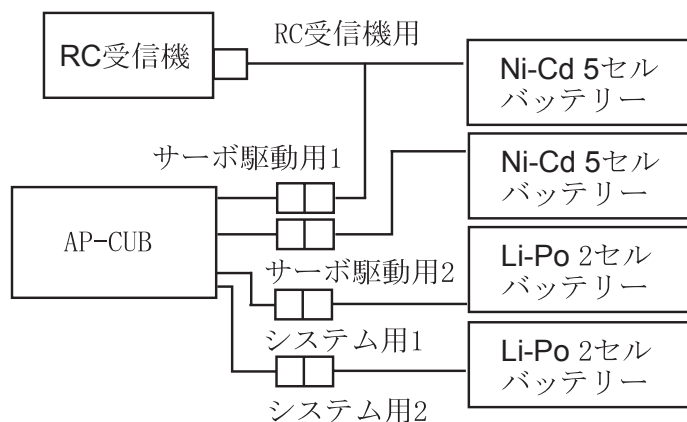 RC受信機
RC受信機用
Ni-Cd 5セル
バッテリー
サーボ駆動用1
Ni-Cd 5セル
バッテリー
AP-CUB
サーボ駆動用2
Li-Po 2セル
バッテリー
システム用1
Li-Po 2セル
バッテリー
システム用2